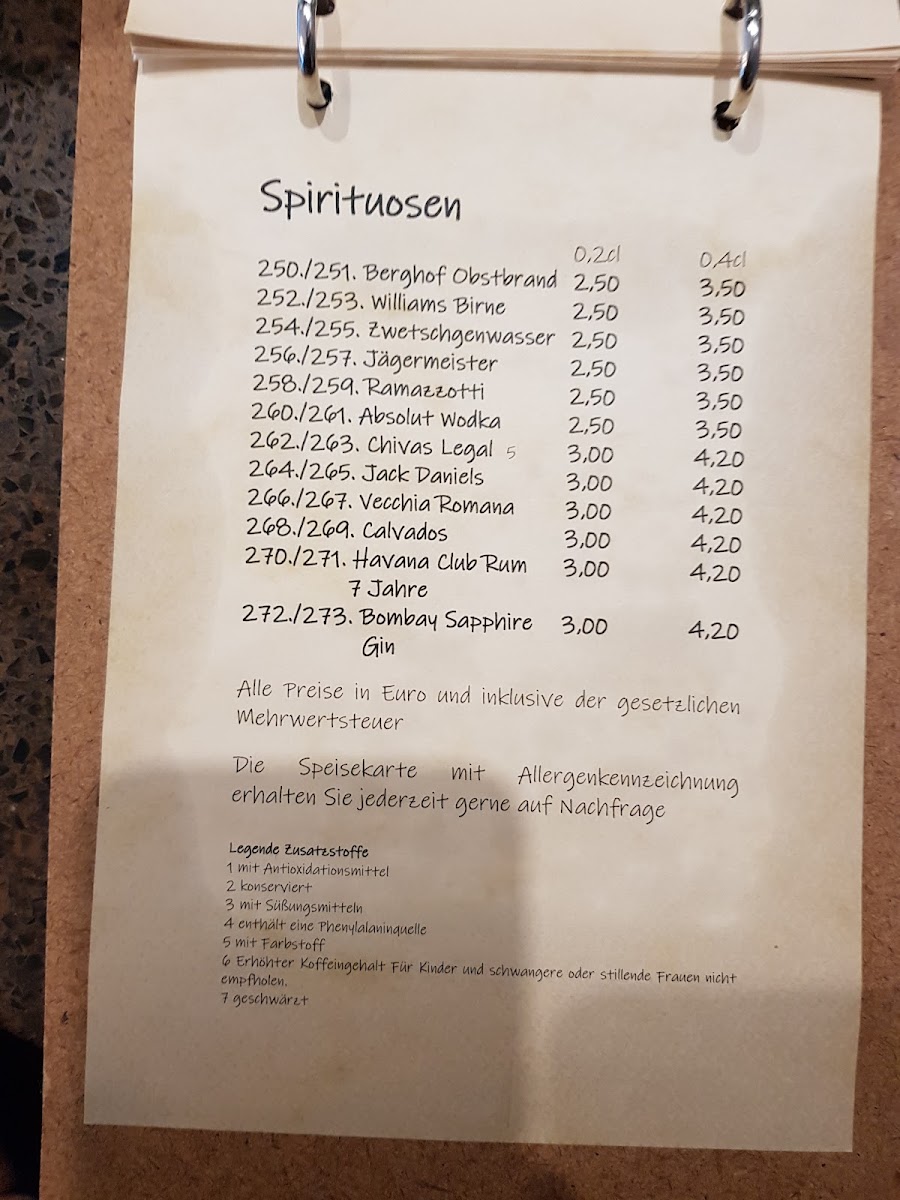 Spirituosen
0,2cl 0,4cl
250./251. Berghof Obstbrand 2,50 3,50
252./253. Williams Birne 2,50 3,50
254./255. Zwetschgenwasser 2,50 3,50
256./257. Jägermeister 2,50 3,50
258./259. Ramazzotti 2,50 3,50
260./261. Absolut Wodka 2,50 3,50
262./263. Chivas Legal 5 3,00 4,20
264./265. Jack Daniels 3,00 4,20
266./267. Vecchia Romana 3,00 4,20
268./269. Calvados 3,00 4,20
270./271. Havana Club Rum 3,00 4,20
7 Jahre
272./273. Bombay Sapphire 3,00 4,20
Gin
Alle Preise in Euro und inklusive der gesetzlichen
Mehrwertsteuer
Die Speisekarte mit Allergenkennzeichnung
erhalten Sie jederzeit gerne auf Nachfrage
Legende Zusatzstoffe
1 mit Antioxidationsmittel
2 konserviert
3 mit Süßungsmitteln
4 enthält eine Phenylalaninquelle
5 mit Farbstoff
6 Erhöhter Koffeingehalt Für Kinder und schwangere oder stillende Frauen nicht
empfholen.
7 geschwärzt